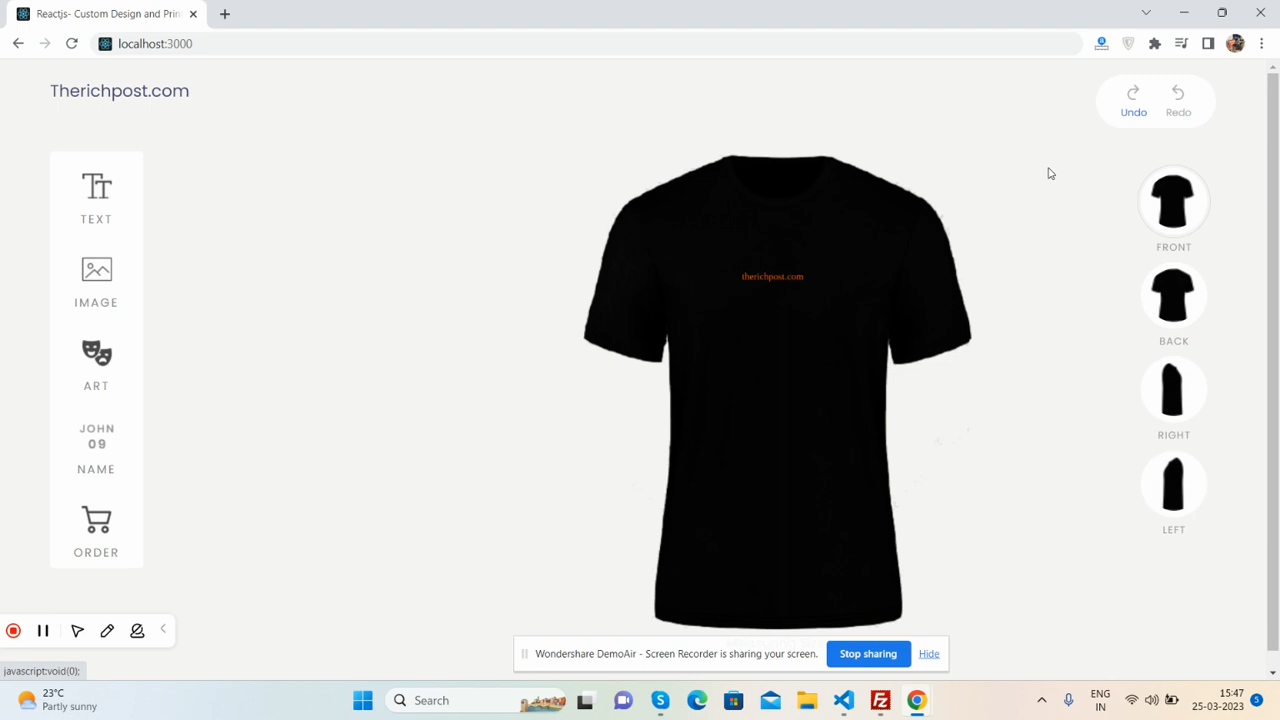 Reactjs- Custom Design and Prin
localhost:3000
Therichpost.com
Undo
Redo
TEXT
IMAGE
ART
JOHN
09
NAME
ORDER
therichpost.com
FRONT
BACK
RIGHT
LEFT
Wondershare DemoAir - Screen Recorder is sharing your screen.
Stop sharing
Hide
javascript:void(0);
23°C
Partly sunny
Search
ENG
IN
15:47
25-03-2023
5